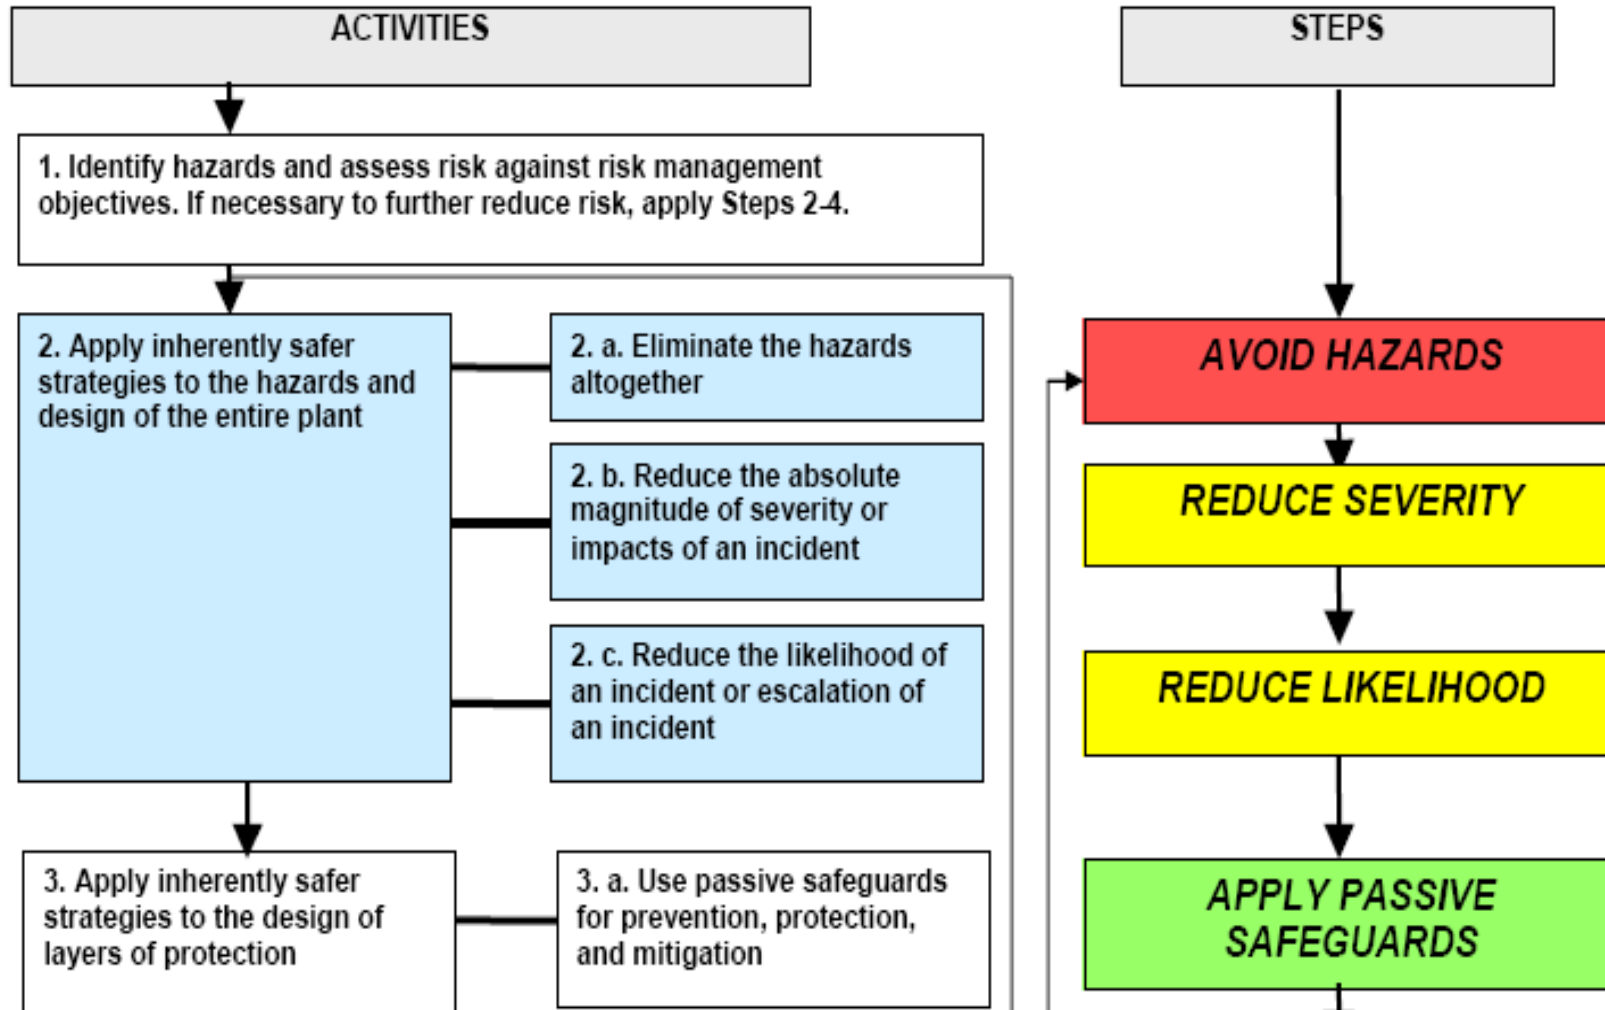 ACTIVITIES
STEPS
1. Identify hazards and assess risk against risk management
objectives. If necessary to further reduce risk, apply Steps 2-4.
2. Apply inherently safer
strategies to the hazards and
design of the entire plant
2. a. Eliminate the hazards
altogether
2. b. Reduce the absolute
magnitude of severity or
impacts of an incident
2. c. Reduce the likelihood of
an incident or escalation of
an incident
3. Apply inherently safer
strategies to the design of
layers of protection
3. a. Use passive safeguards
for prevention, protection,
and mitigation
AVOID HAZARDS
REDUCE SEVERITY
REDUCE LIKELIHOOD
APPLY PASSIVE
SAFEGUARDS